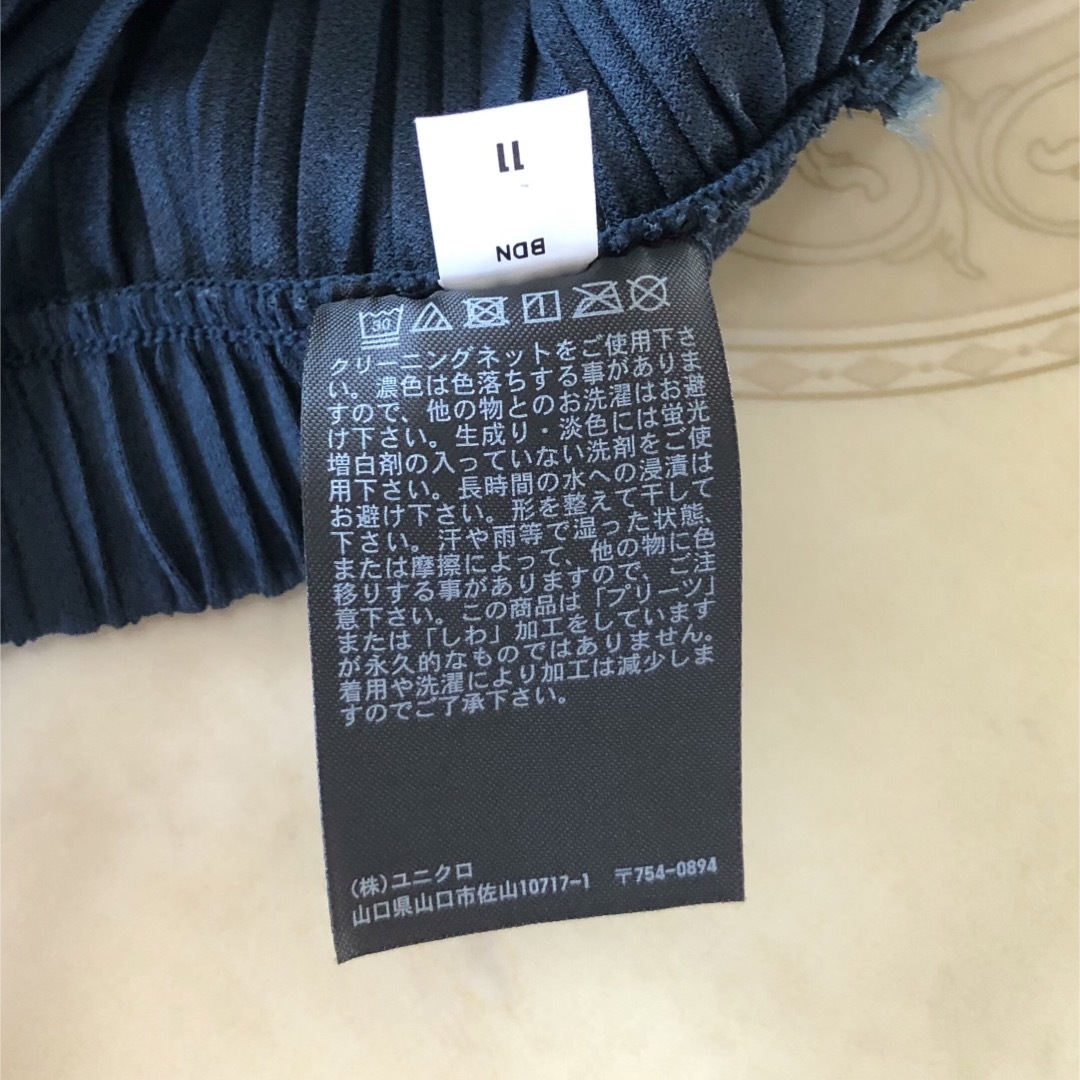 11
BDN
30
クリーニングネットをご使用下さ
い。濃色は色落ちする事がありま
すので、他の物とのお洗濯はお避
け下さい。生成り・淡色には蛍光
増白剤の入っていない洗剤をご使
用下さい。長時間の水への浸漬は
お避け下さい。形を整えて干して
下さい。汗や雨等で湿った状態、
または摩擦によって、他の物に色
移りする事がありますので、ご注
意下さい。この商品は「プリーツ」
または「しわ」加工をしています
が永久的なものではありません。
着用や洗濯により加工は減少しま
すのでご了承下さい。
(株)ユニクロ
山口県山口市佐山10717-1 〒754-0894